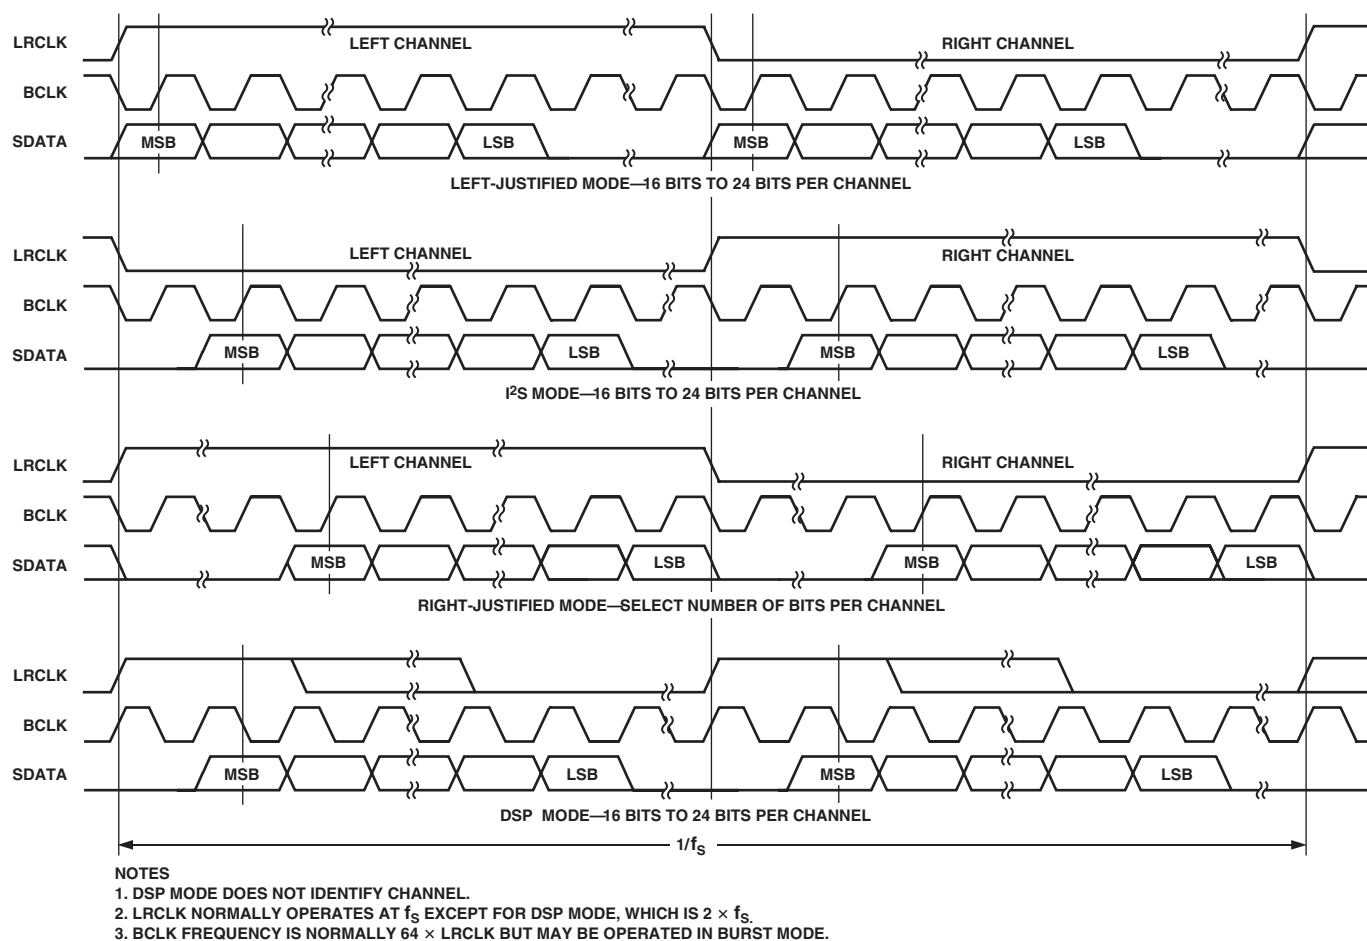 LRCLK
LEFT CHANNEL
RIGHT CHANNEL
BCLK
SDATA
MSB
LSB
MSB
LSB
LEFT-JUSTIFIED MODE—16 BITS TO 24 BITS PER CHANNEL
LRCLK
LEFT CHANNEL
RIGHT CHANNEL
BCLK
SDATA
MSB
LSB
MSB
LSB
I²S MODE—16 BITS TO 24 BITS PER CHANNEL
LRCLK
LEFT CHANNEL
RIGHT CHANNEL
BCLK
SDATA
MSB
LSB
MSB
LSB
RIGHT-JUSTIFIED MODE—SELECT NUMBER OF BITS PER CHANNEL
LRCLK
BCLK
SDATA
MSB
LSB
MSB
LSB
DSP MODE—16 BITS TO 24 BITS PER CHANNEL
1/fS
NOTES
1. DSP MODE DOES NOT IDENTIFY CHANNEL.
2. LRCLK NORMALLY OPERATES AT fS EXCEPT FOR DSP MODE, WHICH IS 2 × fS.
3. BCLK FREQUENCY IS NORMALLY 64 × LRCLK BUT MAY BE OPERATED IN BURST MODE.